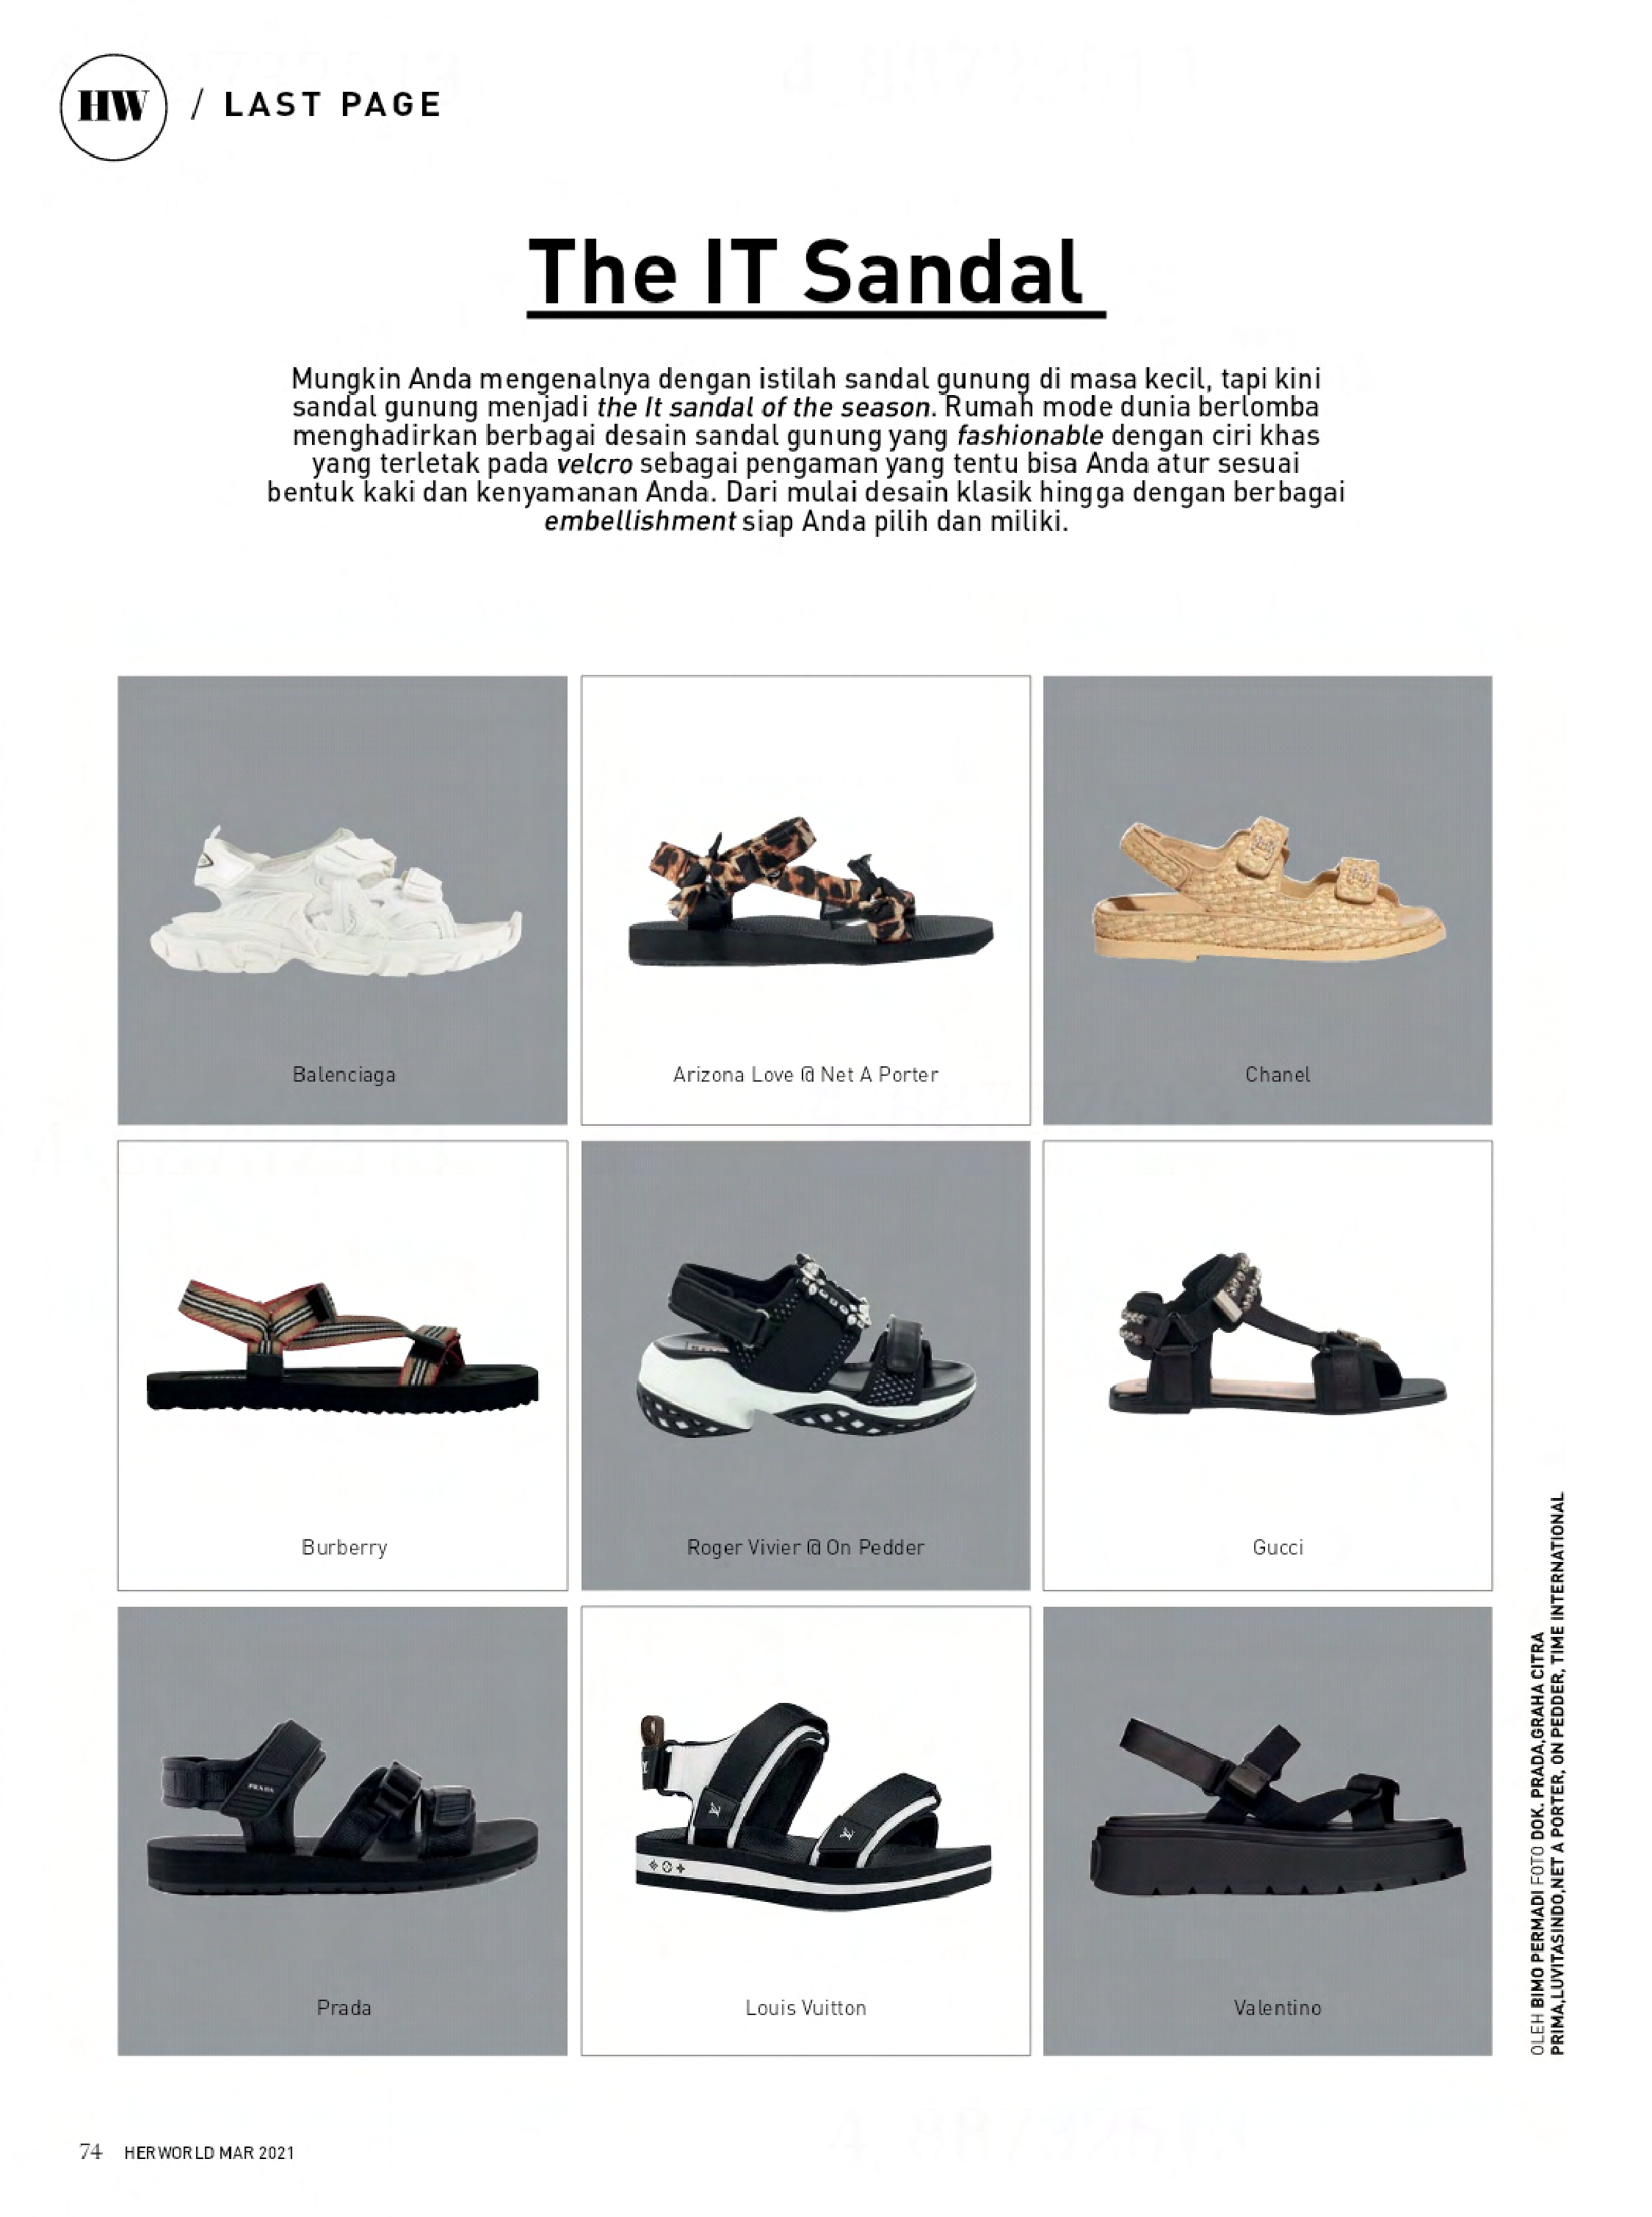 HW / LAST PAGE
The IT Sandal
Mungkin Anda mengenalnya dengan istilah sandal gunung di masa kecil, tapi kini
sandal gunung menjadi the It sandal of the season. Rumah mode dunia berlomba
menghadirkan berbagai desain sandal gunung yang fashionable dengan ciri khas
yang terletak pada velcro sebagai pengaman yang tentu bisa Anda atur sesuai
bentuk kaki dan kenyamanan Anda. Dari mulai desain klasik hingga dengan berbagai
embellishment siap Anda pilih dan miliki.
Balenciaga
Arizona Love @ Net A Porter
Chanel
Burberry
Roger Vivier @ On Pedder
Gucci
PRADA
Prada
Louis Vuitton
Valentino
OLEH BIMO PERMADI FOTO DOK. PRADA,GRAHA CITRA
PRIMA,LUVITASINDO,NET A PORTER, ON PEDDER, TIME INTERNATIONAL
74 HERWORLD MAR 2021